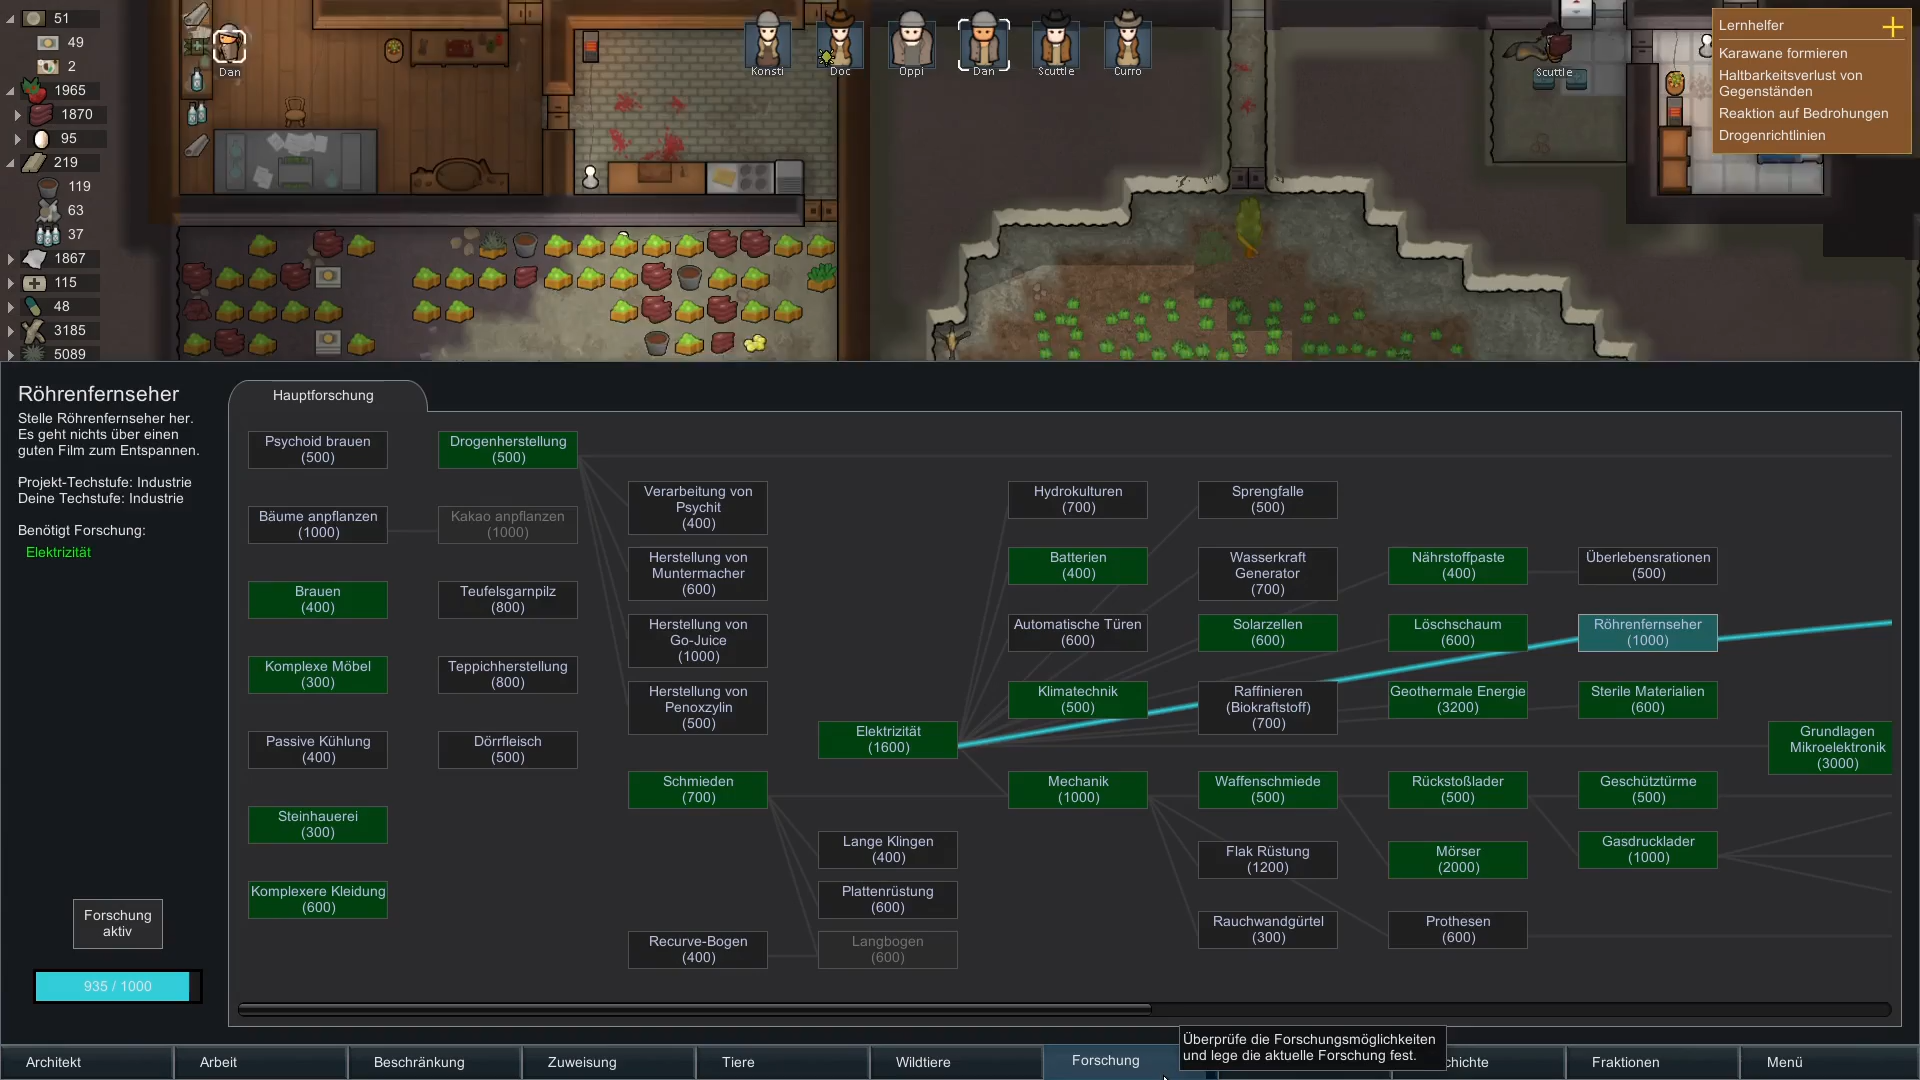 51
49
2
1965
1870
95
219
119
63
37
1867
115
48
3185
5089
Dan
Konsti
Doc
Oppi
Dan
Scuttle
Curro
Scuttle
Lernhelfer
Karawane formieren
Haltbarkeitsverlust von
Gegenständen
Reaktion auf Bedrohungen
Drogenrichtlinien
Röhrenfernseher
Stelle Röhrenfernseher her.
Es geht nichts über einen
guten Film zum Entspannen.
Projekt-Techstufe: Industrie
Deine Techstufe: Industrie
Benötigt Forschung:
Elektrizität
Forschung
aktiv
935 / 1000
Hauptforschung
Psychoid brauen
(500)
Bäume anpflanzen
(1000)
Brauen
(400)
Komplexe Möbel
(300)
Passive Kühlung
(400)
Steinhauerei
(300)
Komplexere Kleidung
(600)
Drogenherstellung
(500)
Kakao anpflanzen
(1000)
Teufelsgarnpilz
(800)
Teppichherstellung
(800)
Dörrfleisch
(500)
Verarbeitung von
Psychit
(400)
Herstellung von
Muntermacher
(600)
Herstellung von
Go-Juice
(1000)
Herstellung von
Penoxzylin
(500)
Schmieden
(700)
Recurve-Bogen
(400)
Elektrizität
(1600)
Lange Klingen
(400)
Plattenrüstung
(600)
Langbogen
(600)
Hydrokulturen
(700)
Batterien
(400)
Automatische Türen
(600)
Klimatechnik
(500)
Mechanik
(1000)
Sprengfalle
(500)
Wasserkraft
Generator
(700)
Solarzellen
(600)
Raffinieren
(Biokraftstoff)
(700)
Waffenschmiede
(500)
Flak Rüstung
(1200)
Rauchwandgürtel
(300)
Nährstoffpaste
(400)
Löschschaum
(600)
Geothermale Energie
(3200)
Rückstoßlader
(500)
Mörser
(2000)
Prothesen
(600)
Überlebensrationen
(500)
Röhrenfernseher
(1000)
Sterile Materialien
(600)
Geschütztürme
(500)
Gasdrucklader
(1000)
Grundlagen
Mikroelektronik
(3000)
Überprüfe die Forschungsmöglichkeiten
und lege die aktuelle Forschung fest.
Architekt
Arbeit
Beschränkung
Zuweisung
Tiere
Wildtiere
Forschung
chichte
Fraktionen
Menü